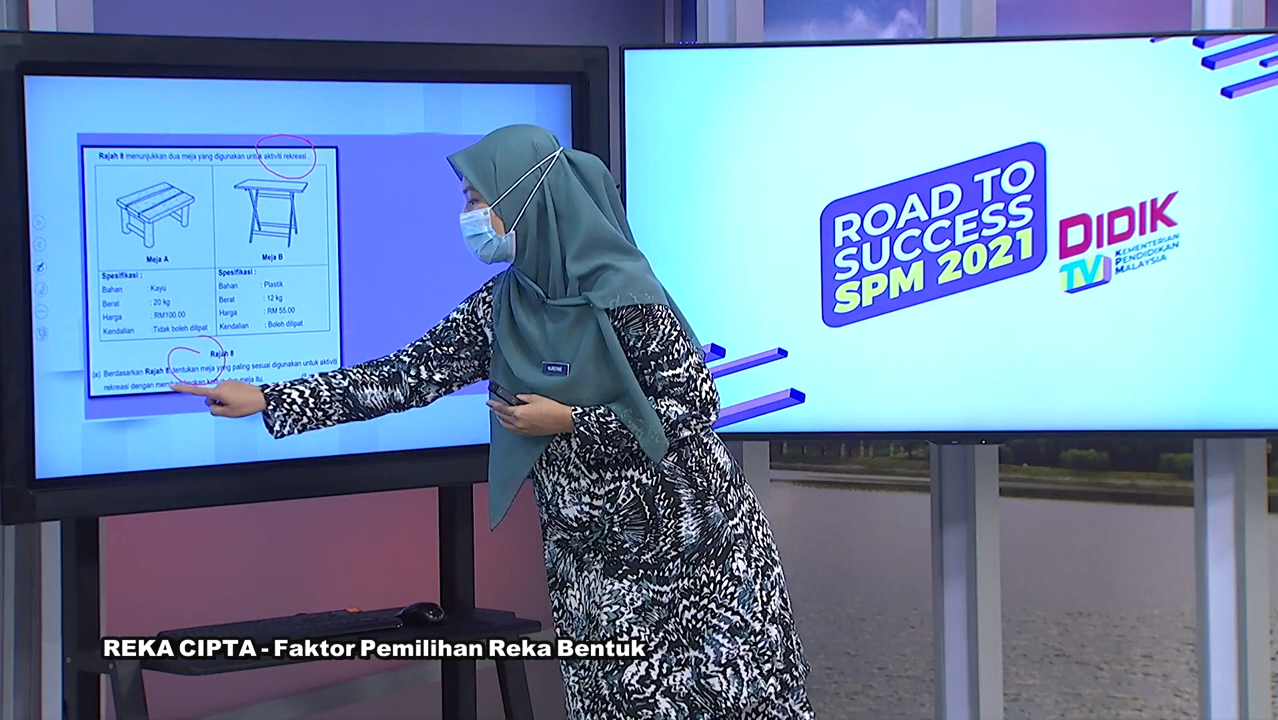 Rajah 8 menunjukkan dua meja yang digunakan untuk aktiviti rekreasi.
Meja A
Meja B
Spesifikasi :
Bahan : Kayu
Berat : 20 kg
Harga : RM100.00
Kendalian : Tidak boleh dilipat
Spesifikasi :
Bahan : Plastik
Berat : 12 kg
Harga : RM 55.00
Kendalian : Boleh dilipat
Rajah 8
(a) Berdasarkan Rajah 8, tentukan meja yang paling sesuai digunakan untuk aktiviti
rekreasi dengan meja itu.
ROAD TO
SUCCESS
SPM 2021
DIDIK
TV
KEMENTERIAN
PENDIDIKAN
MALAYSIA
REKA CIPTA - Faktor Pemilihan Reka Bentuk